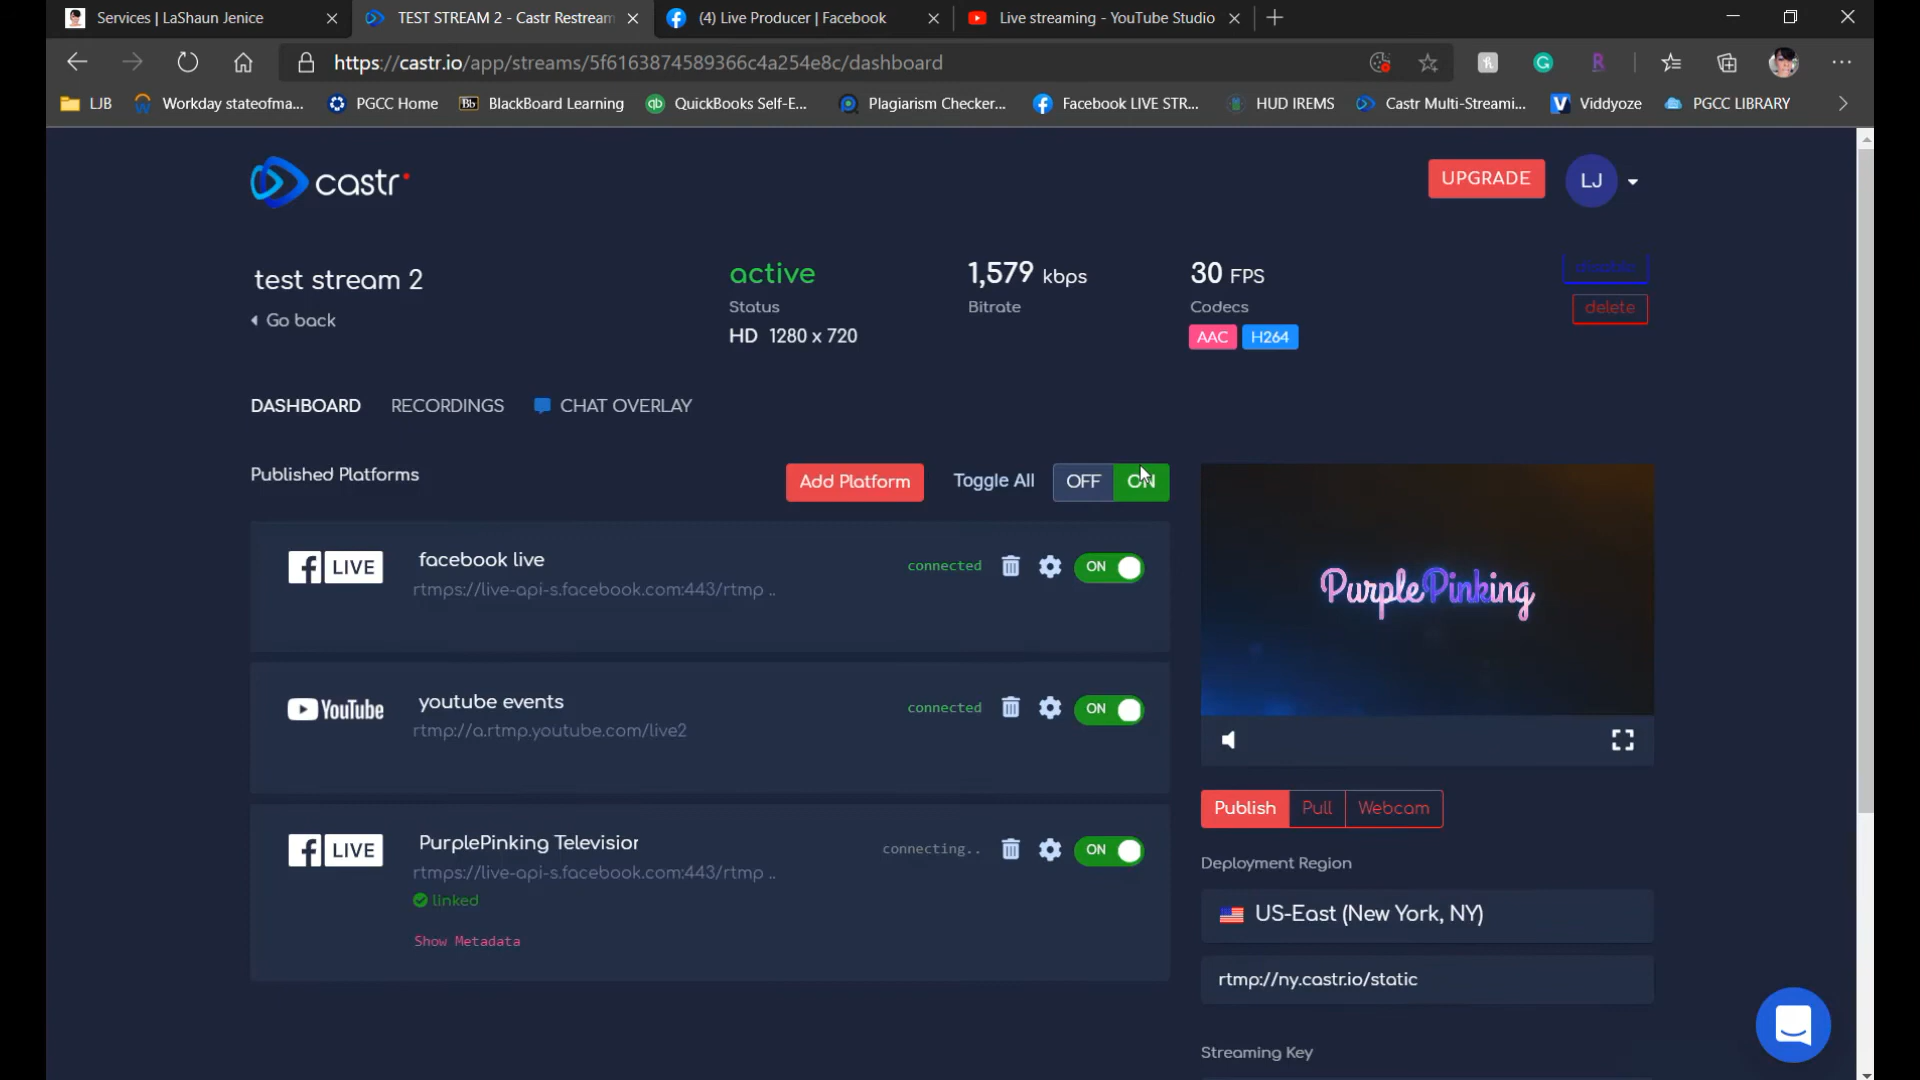 Services | LaShaun Jenice
TEST STREAM 2 - Castr Restream
(4) Live Producer | Facebook
Live streaming - YouTube Studio
https://castr.io/app/streams/5f6163874589366c4a254e8c/dashboard
LJB
Workday stateofma...
PGCC Home
Bb BlackBoard Learning
qb QuickBooks Self-E...
Plagiarism Checker...
Facebook LIVE STR...
HUD IREMS
Castr Multi-Streami...
V Viddyoze
PGCC LIBRARY
castr
UPGRADE
LJ
test stream 2
Go back
active
Status
HD 1280 x 720
1,579 kbps
Bitrate
30 FPS
Codecs
AAC H264
disable
delete
DASHBOARD
RECORDINGS
CHAT OVERLAY
Published Platforms
Add Platform
Toggle All
OFF
ON
f LIVE
facebook live
rtmps://live-api-s.facebook.com:443/rtmp ..
connected
ON
YouTube
youtube events
rtmp://a.rtmp.youtube.com/live2
connected
ON
f LIVE
PurplePinking Televisior
rtmps://live-api-s.facebook.com:443/rtmp ..
linked
Show Metadata
connecting..
ON
PurplePinking
Publish
Pull
Webcam
Deployment Region
US-East (New York, NY)
rtmp://ny.castr.io/static
Streaming Key